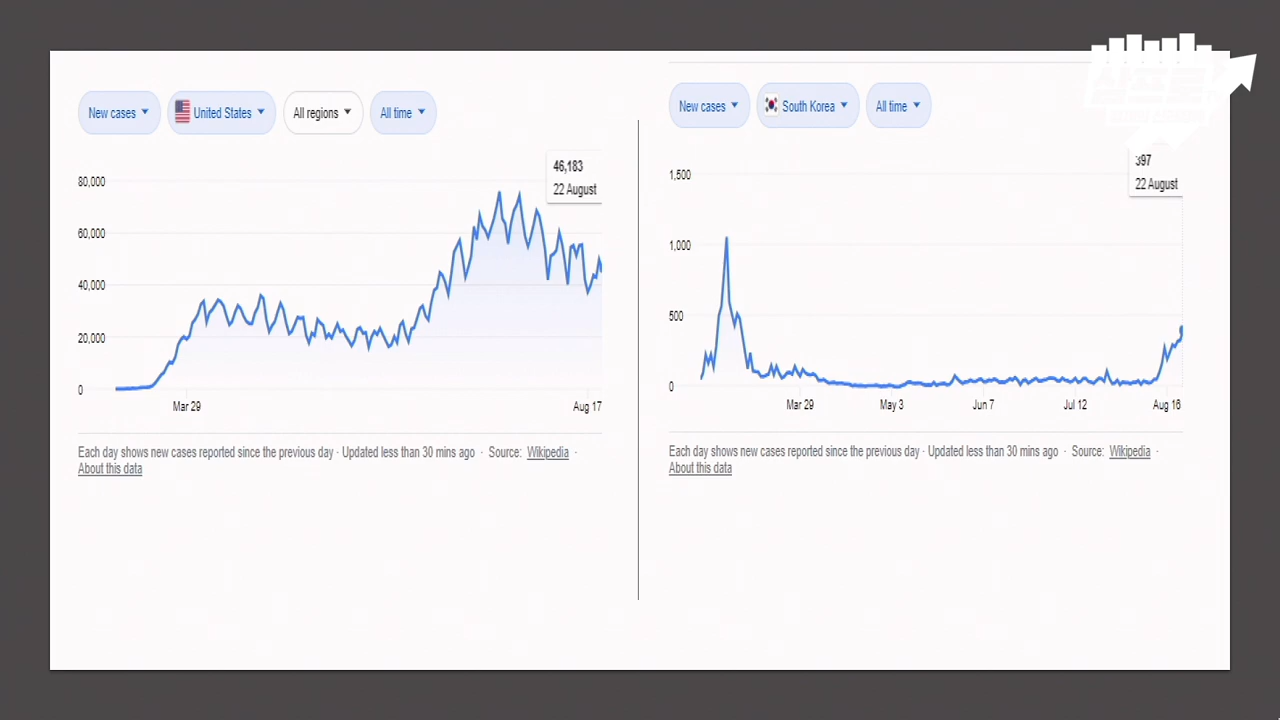 New cases United States All regions All time
46,183
22 August
80,000
60,000
40,000
20,000
0
Mar 29 Aug 17
Each day shows new cases reported since the previous day · Updated less than 30 mins ago · Source: Wikipedia ·
About this data
New cases South Korea All time
397
22 August
1,500
1,000
500
0
Mar 29 May 3 Jun 7 Jul 12 Aug 16
Each day shows new cases reported since the previous day · Updated less than 30 mins ago · Source: Wikipedia ·
About this data
삼프로